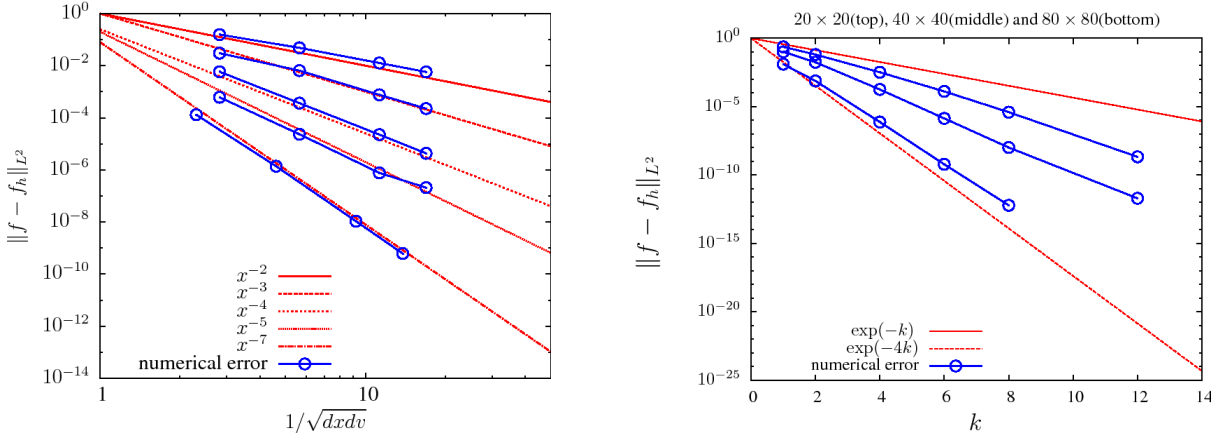 10^0
10^-2
10^-4
10^-6
10^-8
10^-10
10^-12
10^-14
‖f − f_h‖_{L^2}
x^-2
x^-3
x^-4
x^-5
x^-7
numerical error
1
10
1/√dxdv
20 × 20(top), 40 × 40(middle) and 80 × 80(bottom)
10^0
10^-5
10^-10
10^-15
10^-20
10^-25
‖f − f_h‖_{L^2}
exp(−k)
exp(−4k)
numerical error
0 2 4 6 8 10 12 14
k